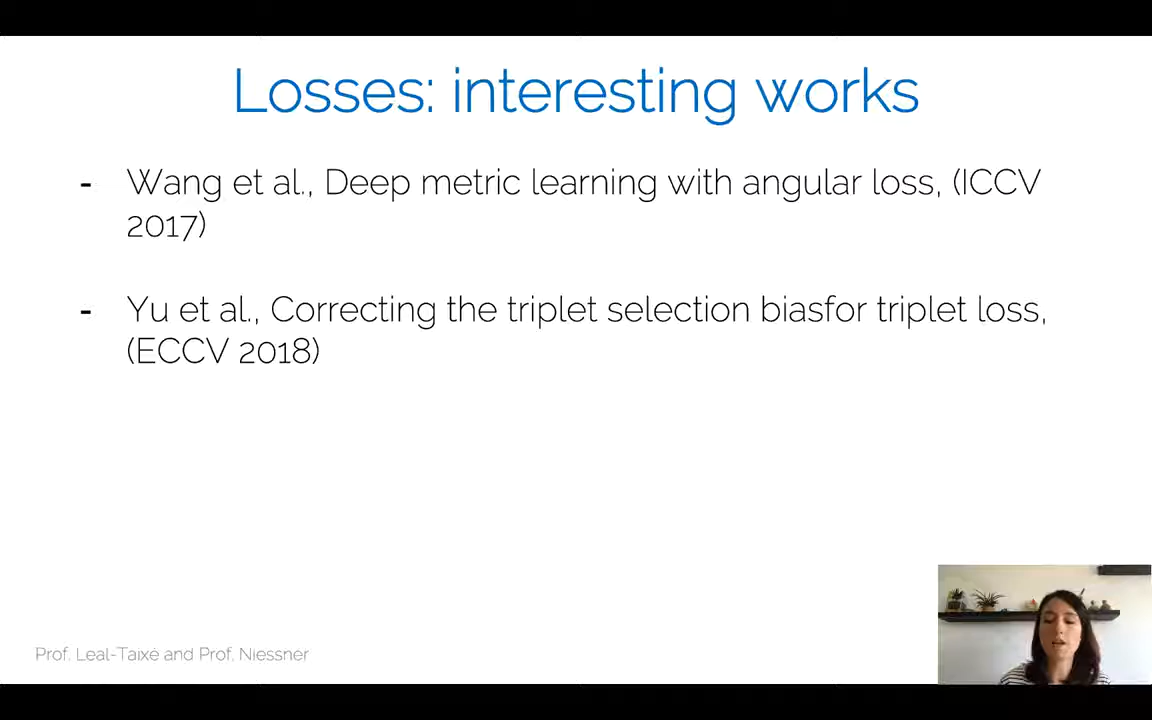 Losses: interesting works
- Wang et al., Deep metric learning with angular loss, (ICCV
2017)
- Yu et al., Correcting the triplet selection biasfor triplet loss,
(ECCV 2018)
Prof. Leal-Taixé and Prof. Niessner